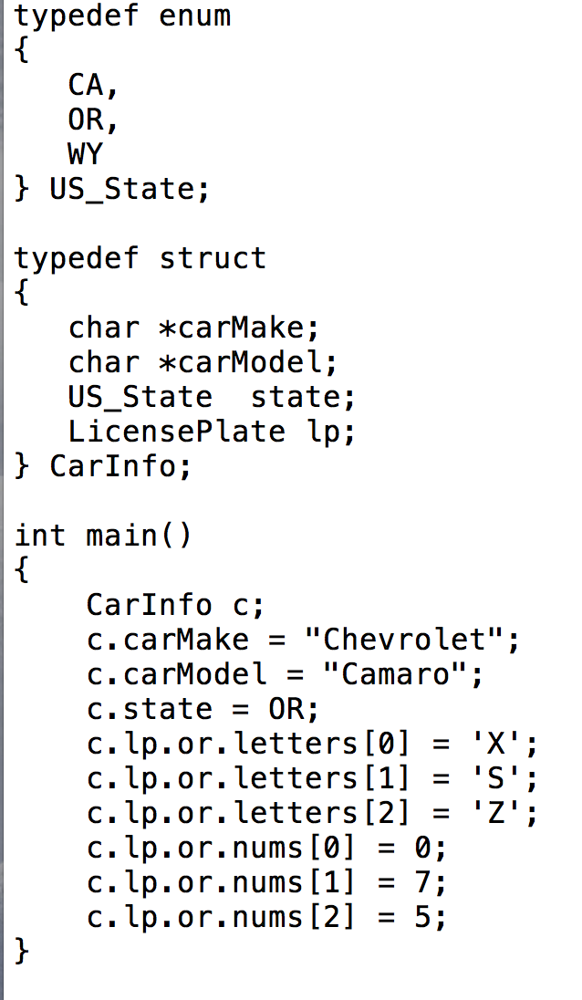 typedef enum
{
   CA,
   OR,
   WY
} US_State;

typedef struct
{
   char *carMake;
   char *carModel;
   US_State  state;
   LicensePlate lp;
} CarInfo;

int main()
{
    CarInfo c;
    c.carMake = "Chevrolet";
    c.carModel = "Camaro";
    c.state = OR;
    c.lp.or.letters[0] = 'X';
    c.lp.or.letters[1] = 'S';
    c.lp.or.letters[2] = 'Z';
    c.lp.or.nums[0] = 0;
    c.lp.or.nums[1] = 7;
    c.lp.or.nums[2] = 5;
}